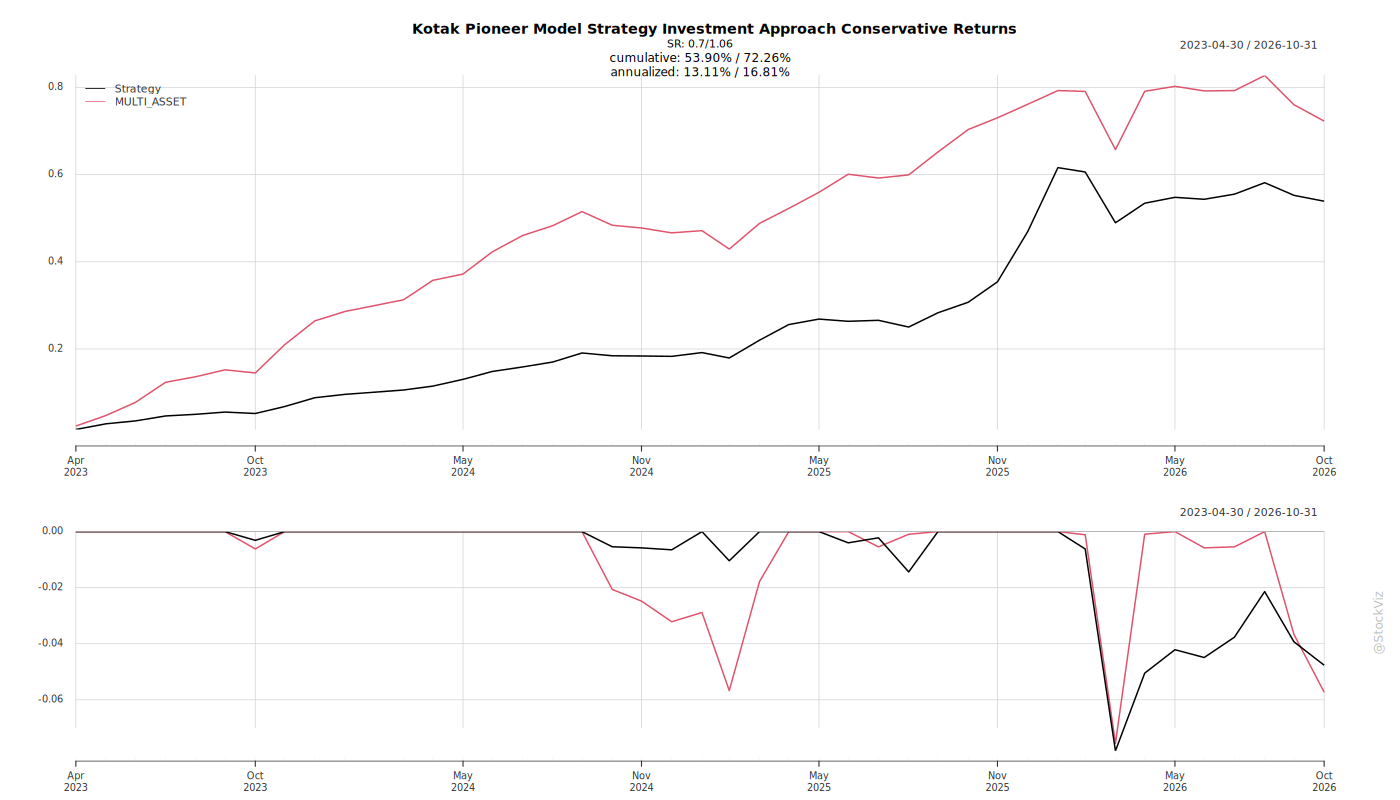 Kotak Pioneer Model Strategy Investment Approach Conservative Returns
SR: 0.7/1.06
cumulative: 53.90% / 72.26%
annualized: 13.11% / 16.81%
2023-04-30 / 2026-10-31
Strategy
MULTI_ASSET
0.8
0.6
0.4
0.2
Apr 2023
Oct 2023
May 2024
Nov 2024
May 2025
Nov 2025
May 2026
Oct 2026
2023-04-30 / 2026-10-31
0.00
-0.02
-0.04
-0.06
Apr 2023
Oct 2023
May 2024
Nov 2024
May 2025
Nov 2025
May 2026
Oct 2026
@StockViz